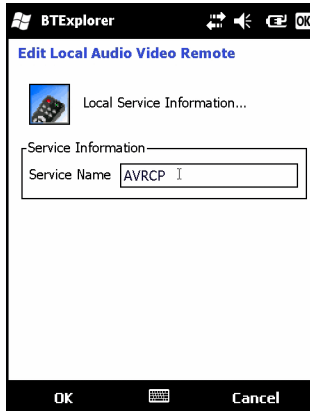 BTExplorer
OK
Edit Local Audio Video Remote
Local Service Information...
Service Information
Service Name AVRCP
OK Cancel